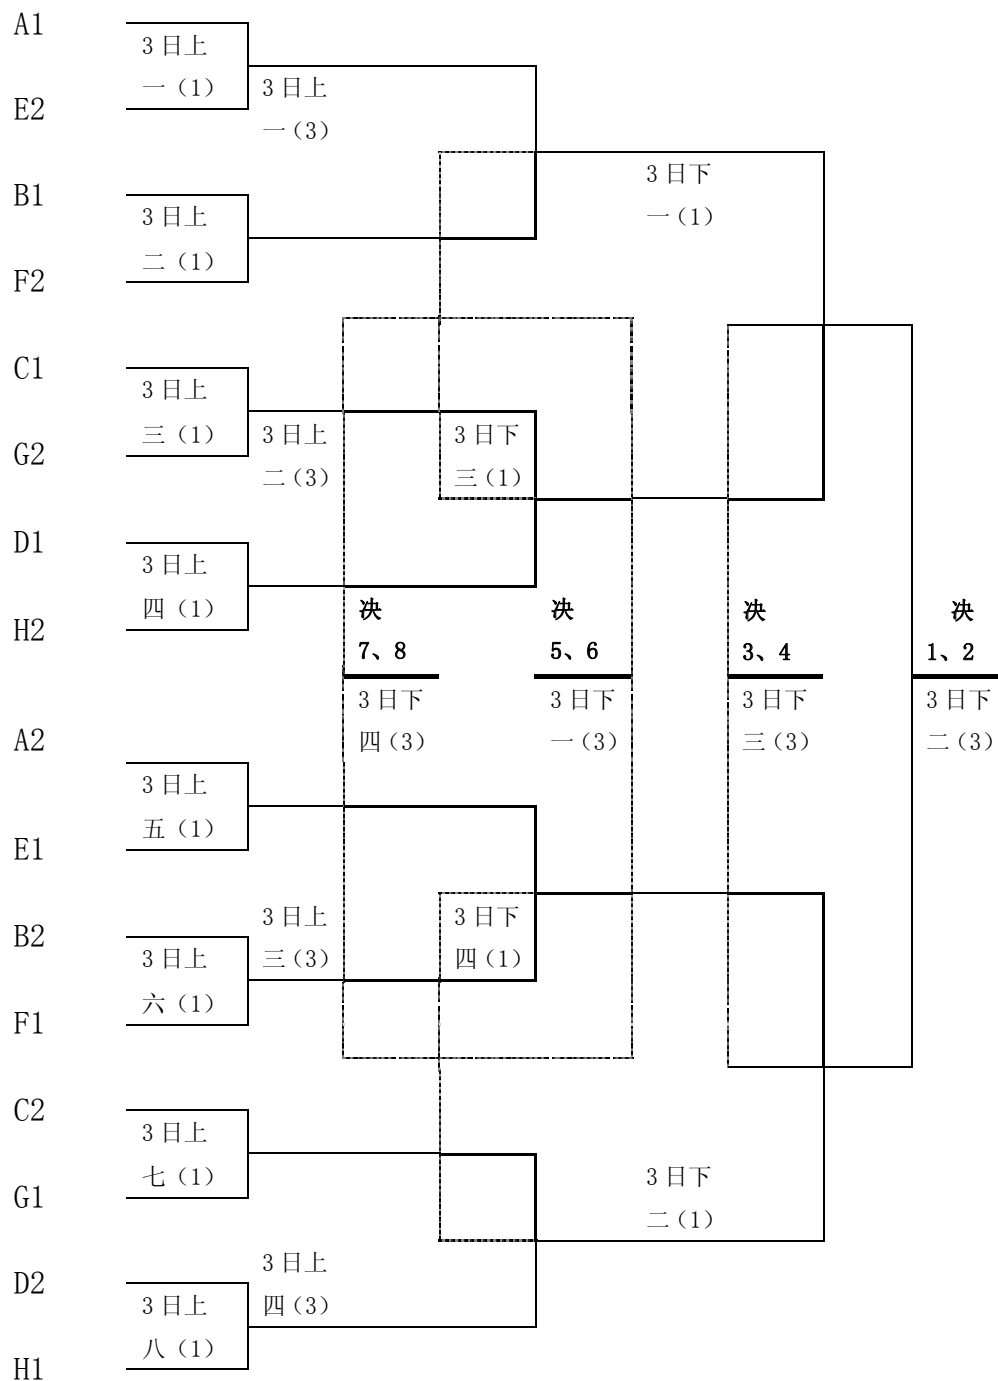 A1
3日上
一（1）
E2
3日上
一（3）
B1
3日上
二（1）
F2
3日下
一（1）
C1
3日上
三（1）
G2
3日上
二（3）
3日下
三（1）
D1
3日上
四（1）
H2
决
7、8
3日下
四（3）
决
5、6
3日下
一（3）
决
3、4
3日下
三（3）
决
1、2
3日下
二（3）
A2
3日上
五（1）
E1
B2
3日上
六（1）
F1
3日上
三（3）
3日下
四（1）
C2
3日上
七（1）
G1
3日下
二（1）
3日上
四（3）
D2
3日上
八（1）
H1